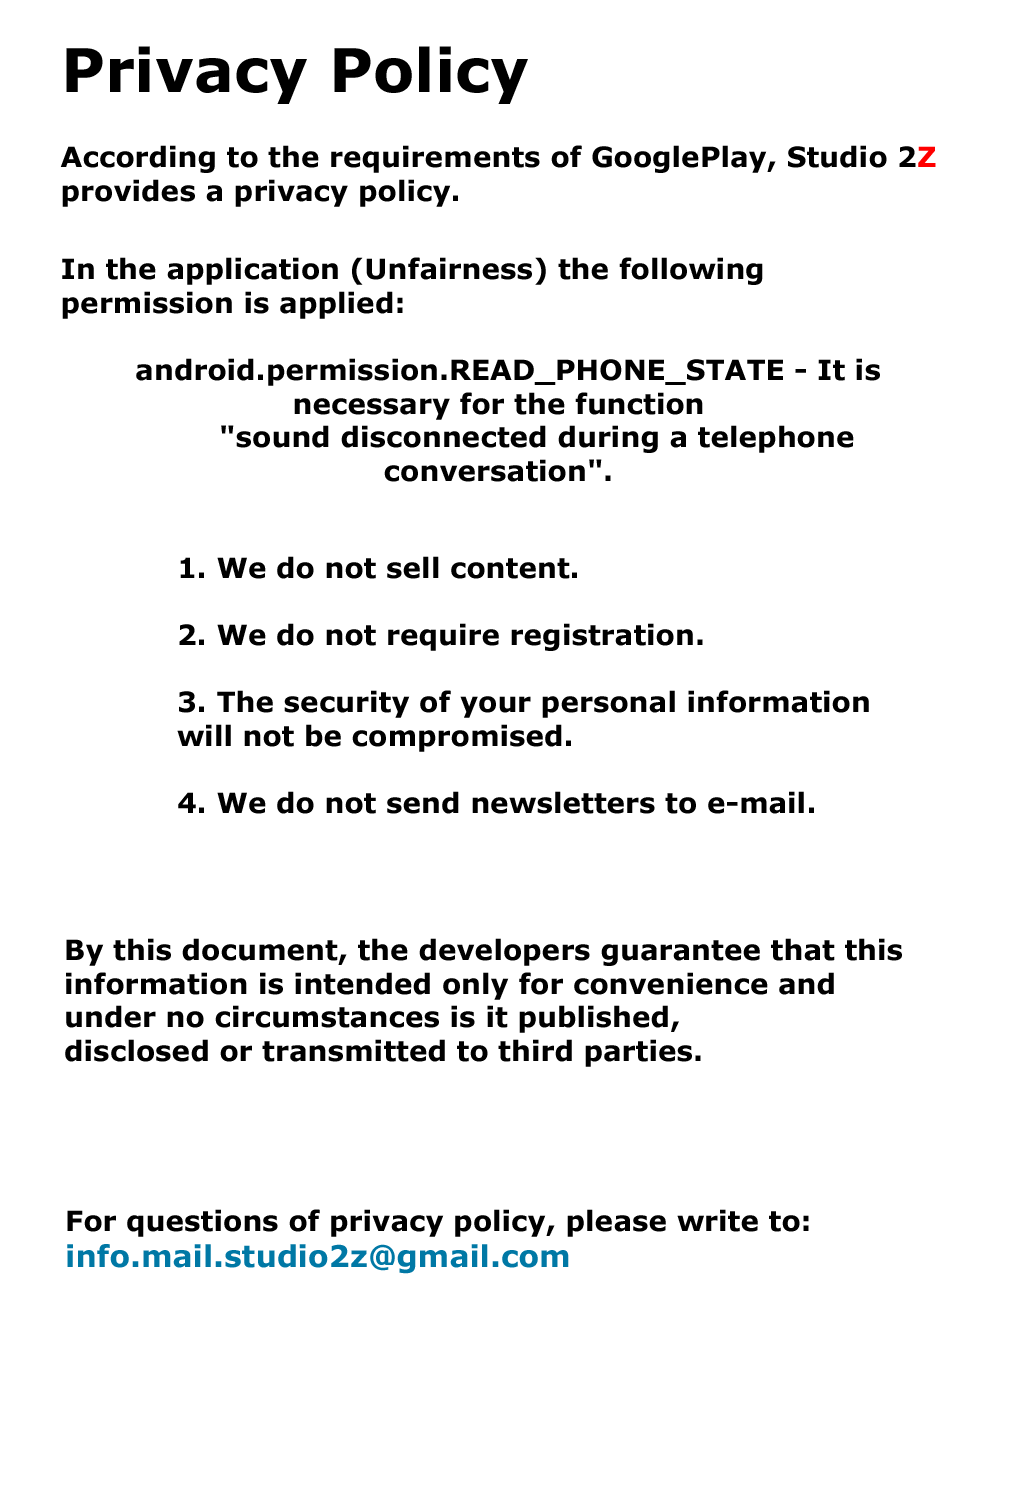 Privacy Policy
According to the requirements of GooglePlay, Studio 2Z
provides a privacy policy.
In the application (Unfairness) the following
permission is applied:
android.permission.READ_PHONE_STATE - It is
necessary for the function
"sound disconnected during a telephone
conversation".
1. We do not sell content.
2. We do not require registration.
3. The security of your personal information
will not be compromised.
4. We do not send newsletters to e-mail.
By this document, the developers guarantee that this
information is intended only for convenience and
under no circumstances is it published,
disclosed or transmitted to third parties.
For questions of privacy policy, please write to:
info.mail.studio2z@gmail.com